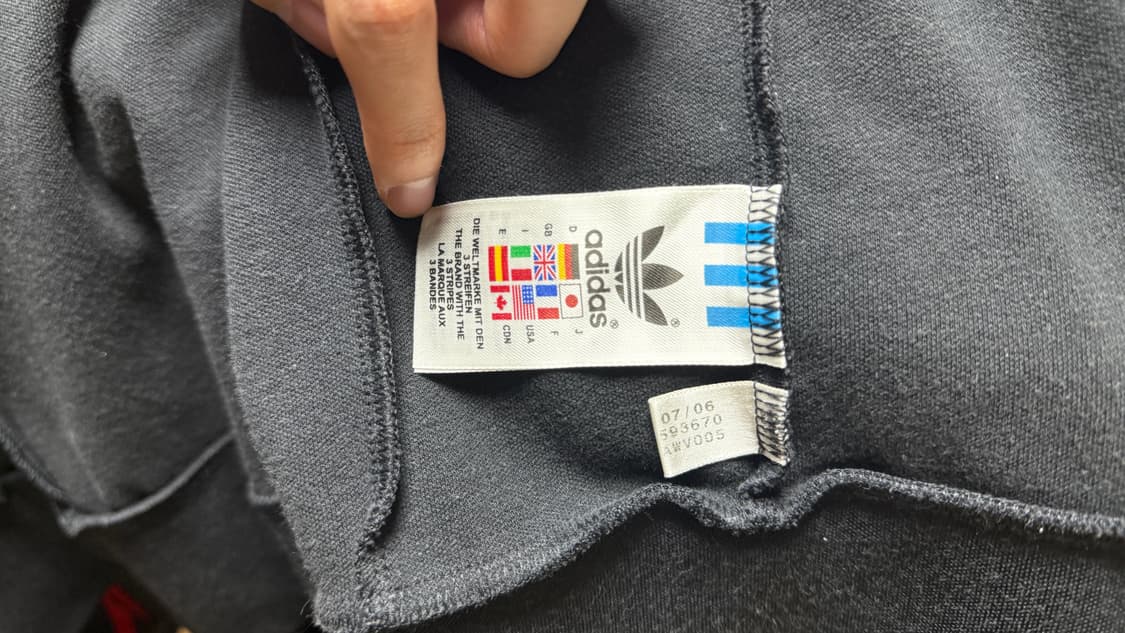 ®
adidas®
D J
GB F
I USA
E CDN
DIE WELTMARKE MIT DEN
3 STREIFEN
THE BRAND WITH THE
3 STRIPES
LA MARQUE AUX
3 BANDES
07/06
593670
AWV005